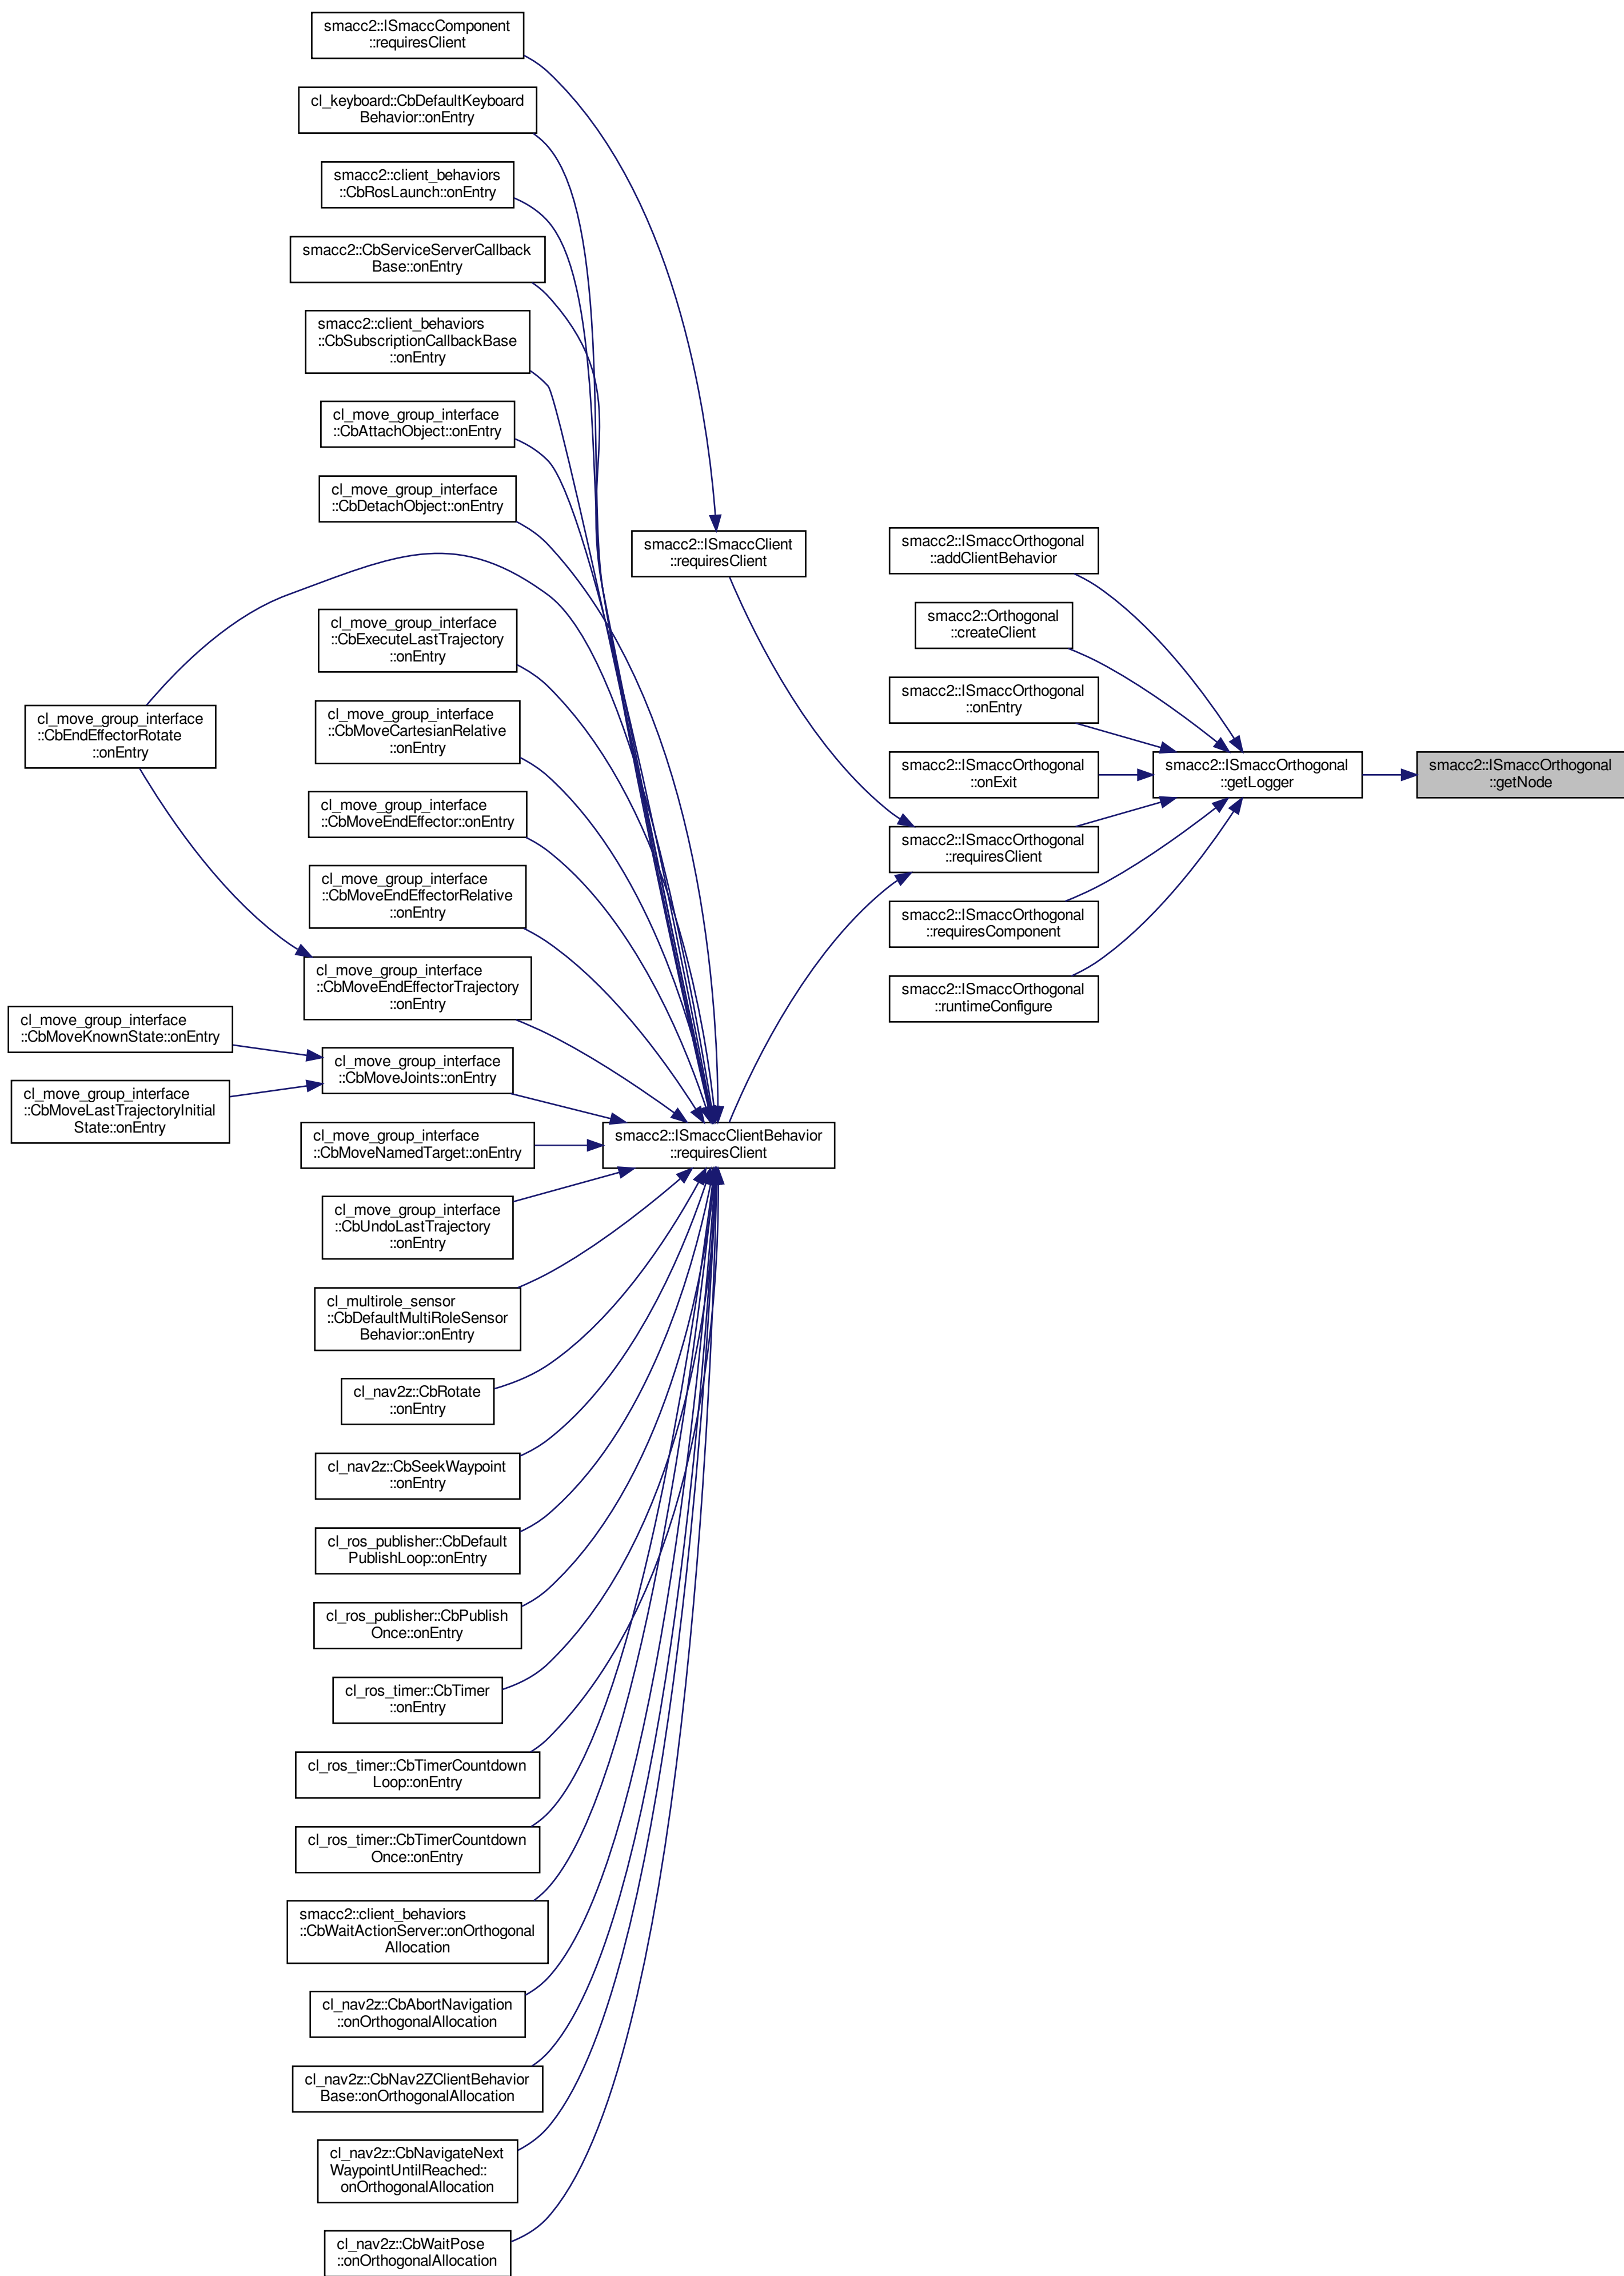 smacc2::ISmaccComponent
::requiresClient
cl_keyboard::CbDefaultKeyboard
Behavior::onEntry
smacc2::client_behaviors
::CbRosLaunch::onEntry
smacc2::CbServiceServerCallback
Base::onEntry
smacc2::client_behaviors
::CbSubscriptionCallbackBase
::onEntry
cl_move_group_interface
::CbAttachObject::onEntry
cl_move_group_interface
::CbDetachObject::onEntry
cl_move_group_interface
::CbExecuteLastTrajectory
::onEntry
cl_move_group_interface
::CbMoveCartesianRelative
::onEntry
cl_move_group_interface
::CbMoveEndEffector::onEntry
cl_move_group_interface
::CbMoveEndEffectorRelative
::onEntry
cl_move_group_interface
::CbMoveEndEffectorTrajectory
::onEntry
cl_move_group_interface
::CbMoveJoints::onEntry
cl_move_group_interface
::CbMoveNamedTarget::onEntry
cl_move_group_interface
::CbUndoLastTrajectory
::onEntry
cl_multirole_sensor
::CbDefaultMultiRoleSensor
Behavior::onEntry
cl_nav2z::CbRotate
::onEntry
cl_nav2z::CbSeekWaypoint
::onEntry
cl_ros_publisher::CbDefault
PublishLoop::onEntry
cl_ros_publisher::CbPublish
Once::onEntry
cl_ros_timer::CbTimer
::onEntry
cl_ros_timer::CbTimerCountdown
Loop::onEntry
cl_ros_timer::CbTimerCountdown
Once::onEntry
smacc2::client_behaviors
::CbWaitActionServer::onOrthogonal
Allocation
cl_nav2z::CbAbortNavigation
::onOrthogonalAllocation
cl_nav2z::CbNav2ZClientBehavior
Base::onOrthogonalAllocation
cl_nav2z::CbNavigateNext
WaypointUntilReached::
onOrthogonalAllocation
cl_nav2z::CbWaitPose
::onOrthogonalAllocation
cl_move_group_interface
::CbEndEffectorRotate
::onEntry
cl_move_group_interface
::CbMoveKnownState::onEntry
cl_move_group_interface
::CbMoveLastTrajectoryInitial
State::onEntry
smacc2::ISmaccClient
::requiresClient
smacc2::ISmaccClientBehavior
::requiresClient
smacc2::ISmaccOrthogonal
::addClientBehavior
smacc2::Orthogonal
::createClient
smacc2::ISmaccOrthogonal
::onEntry
smacc2::ISmaccOrthogonal
::onExit
smacc2::ISmaccOrthogonal
::requiresClient
smacc2::ISmaccOrthogonal
::requiresComponent
smacc2::ISmaccOrthogonal
::runtimeConfigure
smacc2::ISmaccOrthogonal
::getLogger
smacc2::ISmaccOrthogonal
::getNode